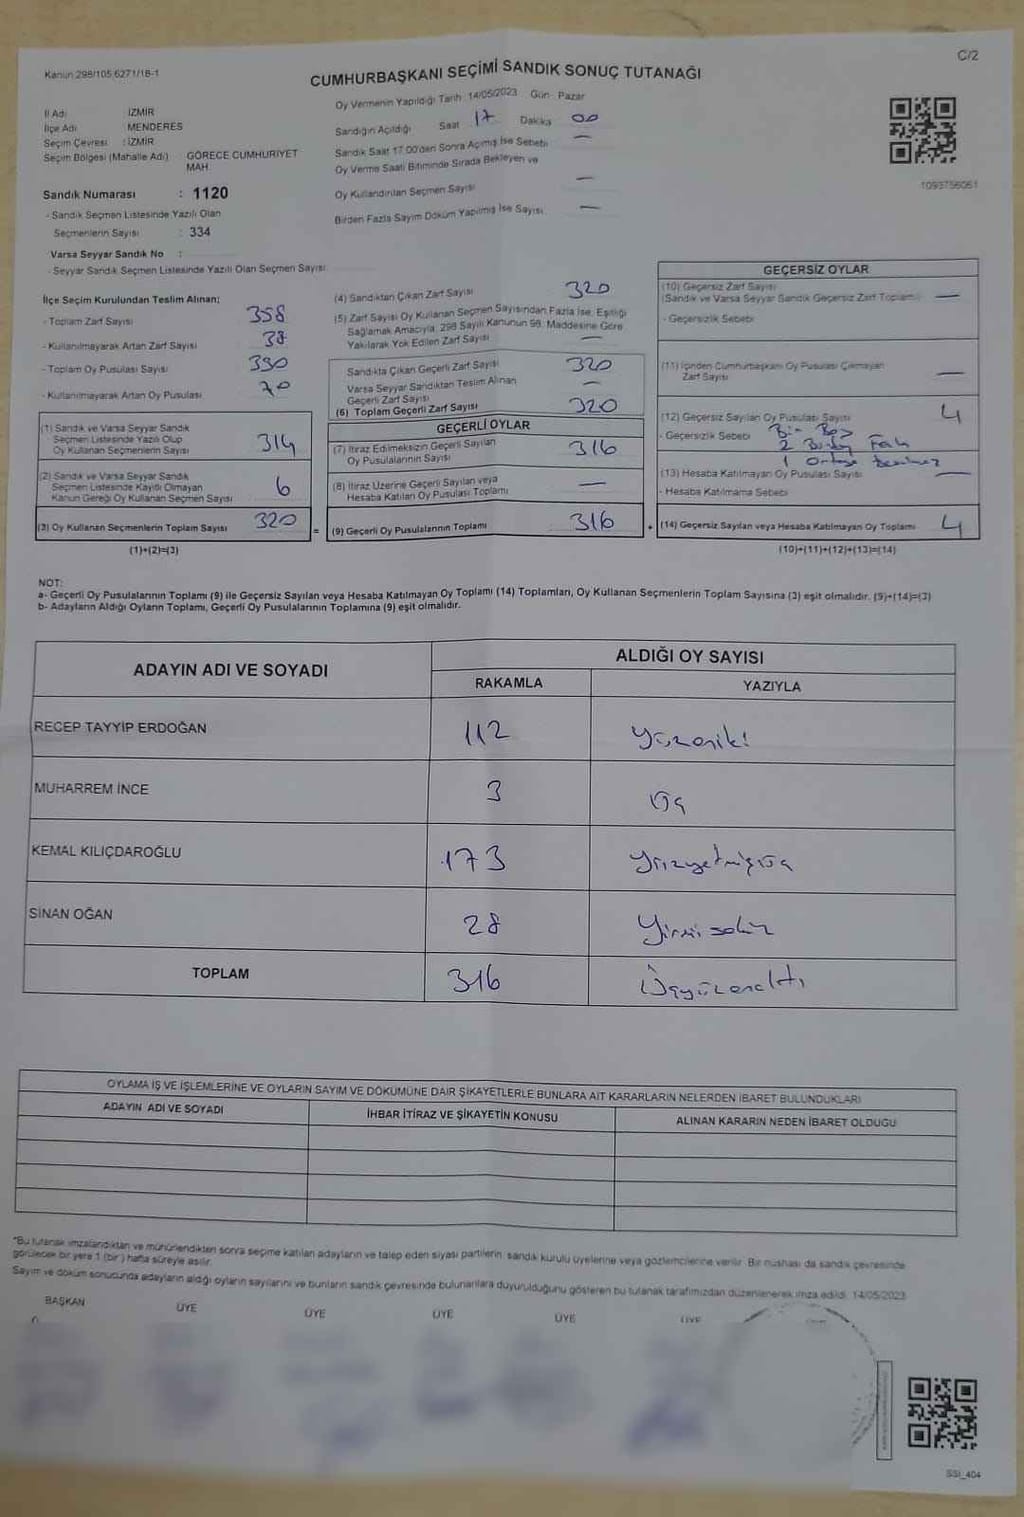 Kanun 298/105 6271/18-1
C/2
CUMHURBAŞKANI SEÇİMİ SANDIK SONUÇ TUTANAĞI
İl Adı : İZMİR
İlçe Adı : MENDERES
Seçim Çevresi : İZMİR
Seçim Bölgesi (Mahalle Adı) GÖRECE CUMHURİYET MAH.
Sandık Numarası : 1120
- Sandık Seçmen Listesinde Yazılı Olan
Seçmenlerin Sayısı : 334
Varsa Seyyar Sandık No :
- Seyyar Sandık Seçmen Listesinde Yazılı Olan Seçmen Sayısı
Oy Vermenin Yapıldığı Tarih : 14/05/2023 Gün : Pazar
Sandığın Açıldığı Saat 17 Dakika 00
Sandık Saat 17.00'den Sonra Açılmış İse Sebebi —
Oy Verme Saati Bitiminde Sırada Bekleyen ve
Oy Kullandırılan Seçmen Sayısı —
Birden Fazla Sayım Döküm Yapılmış İse Sayısı —
1093756061
İlçe Seçim Kurulundan Teslim Alınan;
- Toplam Zarf Sayısı 358
- Kullanılmayarak Artan Zarf Sayısı 38
- Toplam Oy Pusulası Sayısı
- Kullanılmayarak Artan Oy Pusulası
(1) Sandık ve Varsa Seyyar Sandık
Seçmen Listesinde Yazılı Olup
Oy Kullanan Seçmenlerin Sayısı 314
(2) Sandık ve Varsa Seyyar Sandık
Seçmen Listesinde Kayıtlı Olmayan
Kanun Gereği Oy Kullanan Seçmen Sayısı 6
(3) Oy Kullanan Seçmenlerin Toplam Sayısı 320 =
(1)+(2)=(3)
(4) Sandıktan Çıkan Zarf Sayısı 320
(5) Zarf Sayısı Oy Kullanan Seçmen Sayısından Fazla İse, Eşitliği
Sağlamak Amacıyla, 298 Sayılı Kanunun 98. Maddesine Göre
Yakılarak Yok Edilen Zarf Sayısı —
Sandıkta Çıkan Geçerli Zarf Sayısı 320
Varsa Seyyar Sandıktan Teslim Alınan
Geçerli Zarf Sayısı —
(6) Toplam Geçerli Zarf Sayısı 320
GEÇERLİ OYLAR
(7) İtiraz Edilmeksizin Geçerli Sayılan
Oy Pusulalarının Sayısı 316
(8) İtiraz Üzerine Geçerli Sayılan veya
Hesaba Katılan Oy Pusulası Toplamı —
(9) Geçerli Oy Pusulalarının Toplamı 316 +
GEÇERSİZ OYLAR
(10) Geçersiz Zarf Sayısı
(Sandık ve Varsa Seyyar Sandık Geçersiz Zarf Toplamı) —
- Geçersizlik Sebebi
(11) İçinden Cumhurbaşkanı Oy Pusulası Çıkmayan
Zarf Sayısı —
(12) Geçersiz Sayılan Oy Pusulası Sayısı 4
- Geçersizlik Sebebi Bir Boş
2
1
(13) Hesaba Katılmayan Oy Pusulası Sayısı —
- Hesaba Katılmama Sebebi
(14) Geçersiz Sayılan veya Hesaba Katılmayan Oy Toplamı 4
(10)+(11)+(12)+(13)=(14)
NOT:
a- Geçerli Oy Pusulalarının Toplamı (9) ile Geçersiz Sayılan veya Hesaba Katılmayan Oy Toplamı (14) Toplamları, Oy Kullanan Seçmenlerin Toplam Sayısına (3) eşit olmalıdır. (9)+(14)=(3)
b- Adayların Aldığı Oyların Toplamı, Geçerli Oy Pusulalarının Toplamına (9) eşit olmalıdır.
ADAYIN ADI VE SOYADI
ALDIĞI OY SAYISI
RAKAMLA YAZIYLA
RECEP TAYYİP ERDOĞAN 112 Yüzoniki
MUHARREM İNCE 3 Üç
KEMAL KILIÇDAROĞLU 173 Yüzyetmişüç
SİNAN OĞAN 28 Yirmi sekiz
TOPLAM 316 Üçyüzonaltı
OYLAMA İŞ VE İŞLEMLERİNE VE OYLARIN SAYIM VE DÖKÜMÜNE DAİR ŞİKAYETLERLE BUNLARA AİT KARARLARIN NELERDEN İBARET BULUNDUKLARI
ADAYIN ADI VE SOYADI İHBAR İTİRAZ VE ŞİKAYETİN KONUSU ALINAN KARARIN NEDEN İBARET OLDUĞU
*Bu tutanak imzalandıktan ve mühürlendikten sonra seçime katılan adayların ve talep eden siyasi partilerin, sandık kurulu üyelerine veya gözlemcilerine verilir. Bir nüshası da sandık çevresinde
görülecek bir yere 1 (bir) hafta süreyle asılır.
Sayım ve döküm sonucunda adayların aldığı oyların sayılarını ve bunların sandık çevresinde bulunanlara duyurulduğunu gösteren bu tutanak tarafımızdan düzenlenerek imza edildi. 14/05/2023
BAŞKAN ÜYE ÜYE ÜYE ÜYE ÜYE
SSI_404